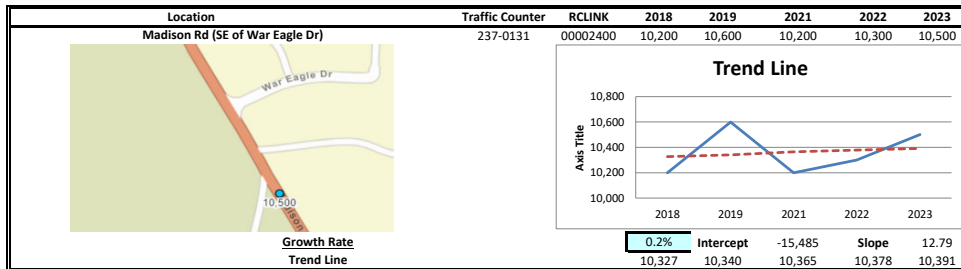 Location Traffic Counter RCLINK 2018 2019 2021 2022 2023
Madison Rd (SE of War Eagle Dr) 237-0131 00002400 10,200 10,600 10,200 10,300 10,500
War Eagle Dr
10,500
Trend Line
Axis Title
10,800
10,600
10,400
10,200
10,000
2018 2019 2021 2022 2023
Growth Rate 0.2% Intercept -15,485 Slope 12.79
Trend Line 10,327 10,340 10,365 10,378 10,391